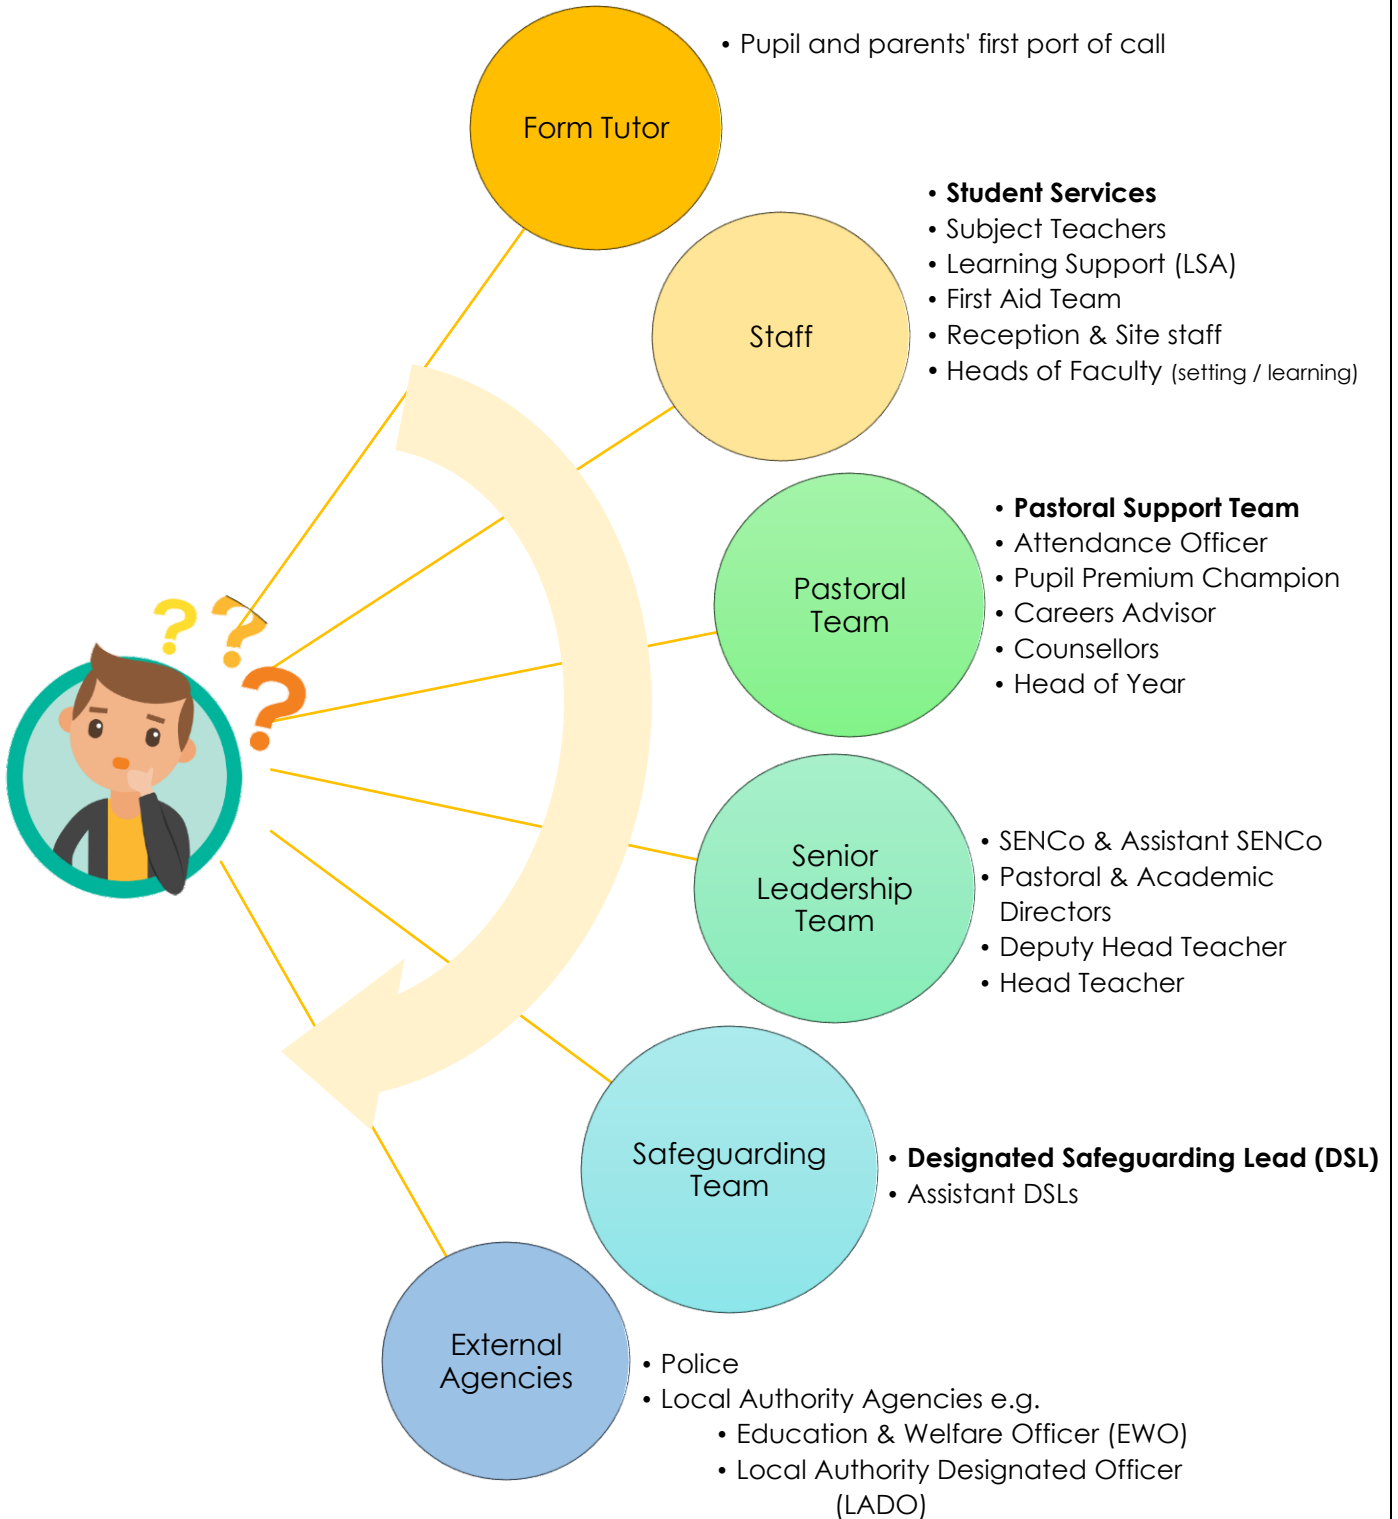 • Pupil and parents' first port of call
Form Tutor
• Student Services
• Subject Teachers
• Learning Support (LSA)
• First Aid Team
• Reception & Site staff
• Heads of Faculty (setting / learning)
Staff
• Pastoral Support Team
• Attendance Officer
• Pupil Premium Champion
• Careers Advisor
• Counsellors
• Head of Year
Pastoral
Team
? ? ?
• SENCo & Assistant SENCo
• Pastoral & Academic
Directors
• Deputy Head Teacher
• Head Teacher
Senior
Leadership
Team
Safeguarding
Team
• Designated Safeguarding Lead (DSL)
• Assistant DSLs
External
Agencies
• Police
• Local Authority Agencies e.g.
• Education & Welfare Officer (EWO)
• Local Authority Designated Officer
(LADO)